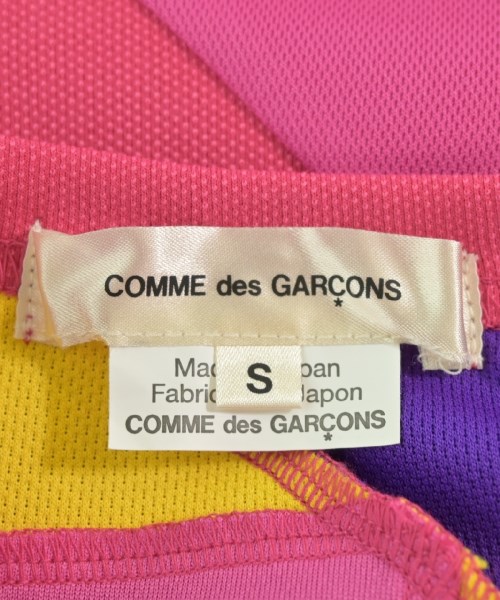 COMME des GARÇONS
*
S
Mad pan
Fabric Japon
COMME des GARÇONS
*